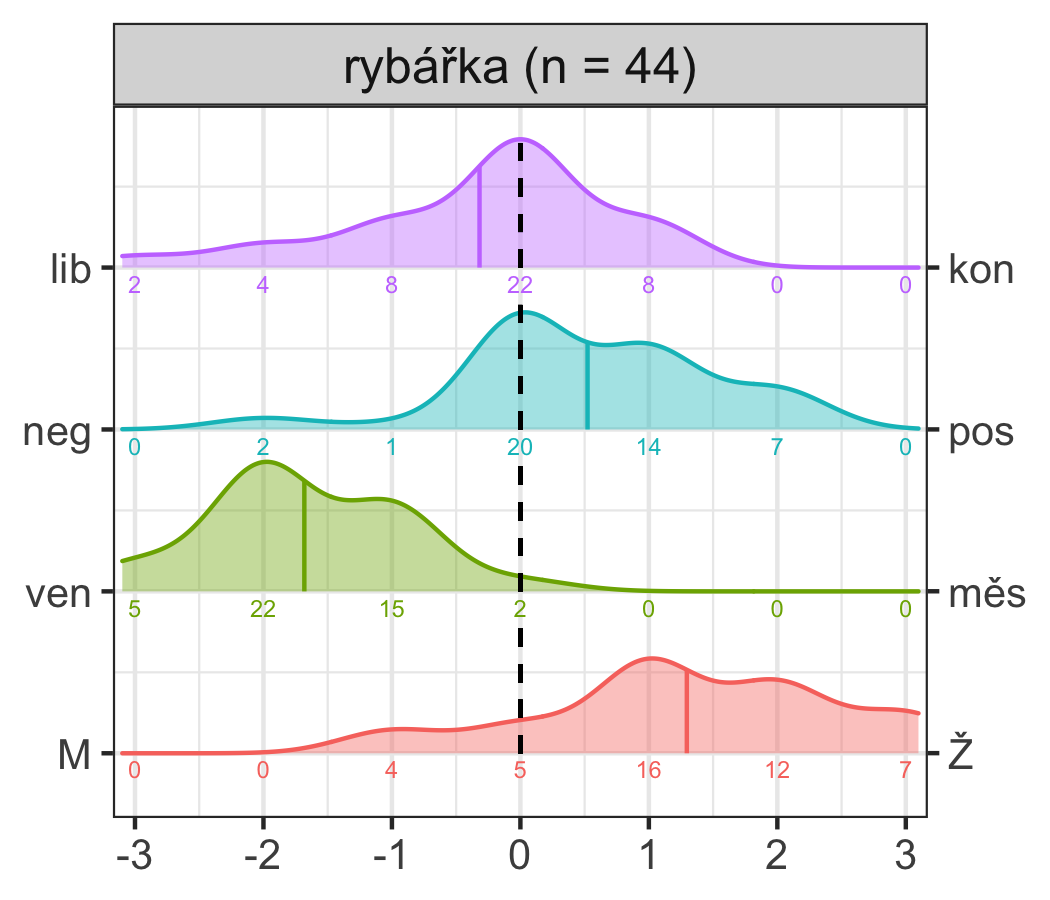 rybářka (n = 44)
lib kon
2 4 8 22 8 0 0
neg pos
0 2 1 20 14 7 0
ven měs
5 22 15 2 0 0 0
M Ž
0 0 4 5 16 12 7
-3 -2 -1 0 1 2 3